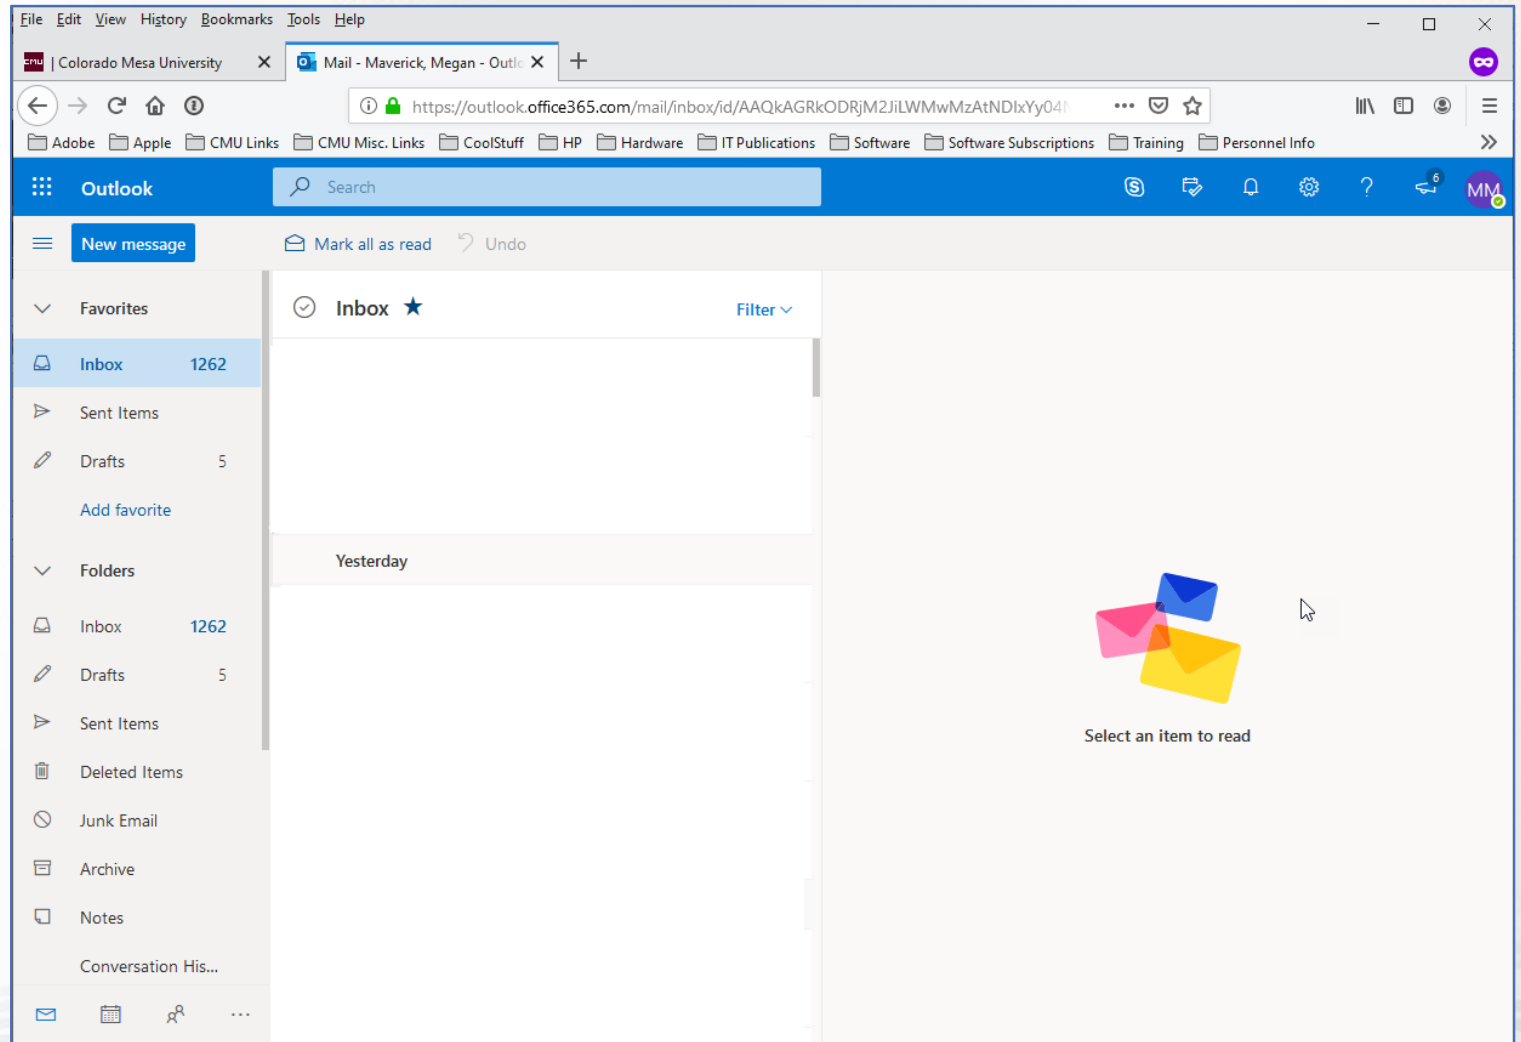 File Edit View History Bookmarks Tools Help
CMU | Colorado Mesa University Mail - Maverick, Megan - Outlo
https://outlook.office365.com/mail/inbox/id/AAQkAGRkODRjM2JiLWMwMzAtNDIxYy04
Adobe Apple CMU Links CMU Misc. Links CoolStuff HP Hardware IT Publications Software Software Subscriptions Training Personnel Info
Outlook Search 6 MM
New message Mark all as read Undo
Favorites
Inbox Filter
Inbox 1262
Sent Items
Drafts 5
Add favorite
Yesterday
Folders
Inbox 1262
Drafts 5
Sent Items
Select an item to read
Deleted Items
Junk Email
Archive
Notes
Conversation His...